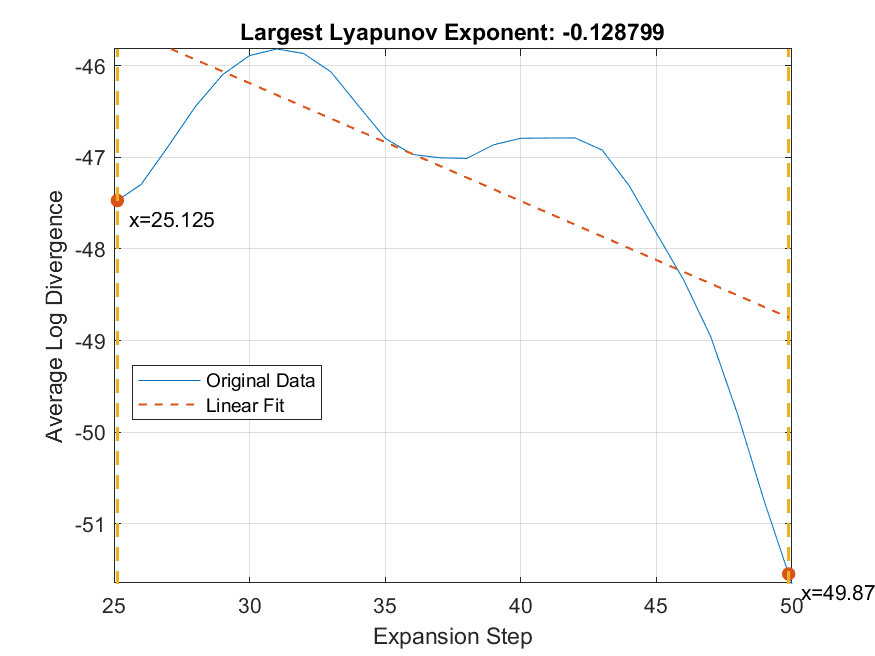 Largest Lyapunov Exponent: -0.128799
-46
-47
-48
-49
-50
-51
Average Log Divergence
x=25.125
Original Data
Linear Fit
x=49.87
25
30
35
40
45
50
Expansion Step